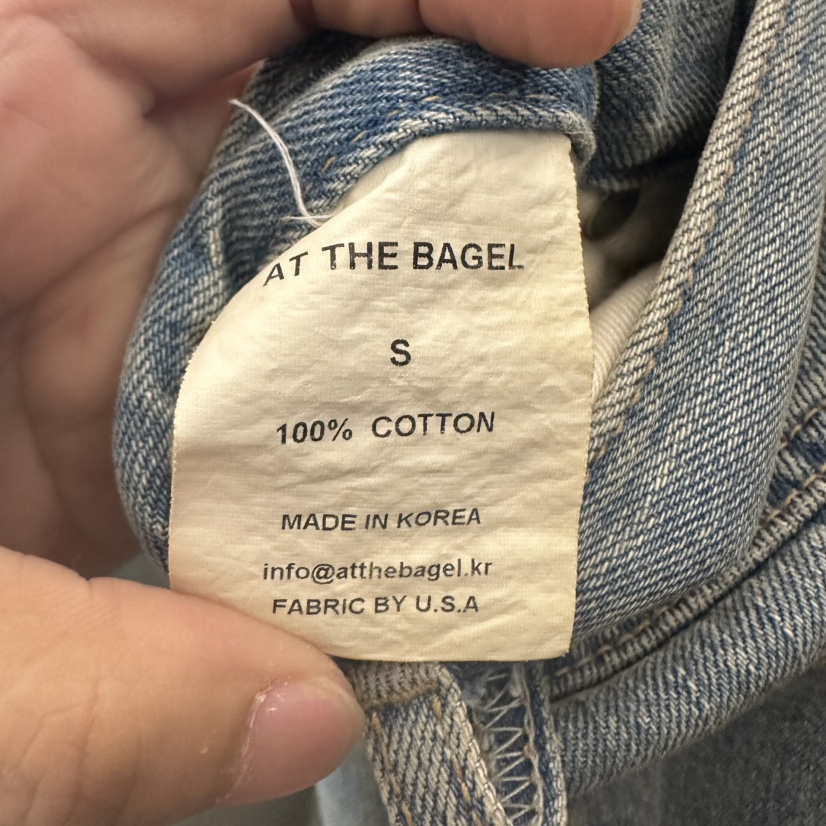 AT THE BAGEL
S
100% COTTON
MADE IN KOREA
info@atthebagel.kr
FABRIC BY U.S.A